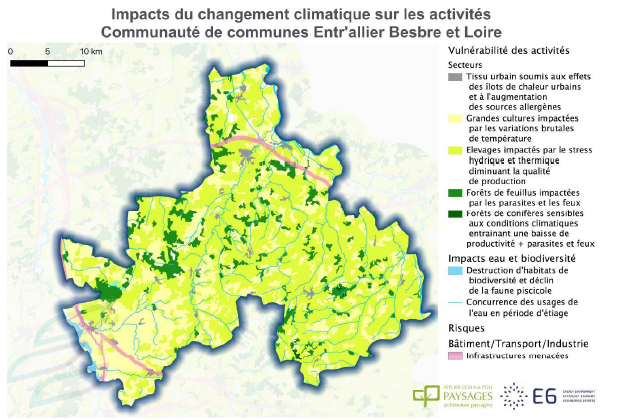 Impacts du changement climatique sur les activités
Communauté de communes Entr'allier Besbre et Loire
0 5 10 km
Vulnérabilité des activités
Secteurs
Tissu urbain soumis aux effets
des îlots de chaleur urbains
et à l'augmentation
des sources allergènes
Grandes cultures impactées
par les variations brutales
de température
Elevages impactés par le stress
hydrique et thermique
diminuant la qualité
de production
Forêts de feuillus impactées
par les parasites et les feux
Forêts de conifères sensibles
aux conditions climatiques
entrainant une baisse de
productivité + parasites et feux
Impacts eau et biodiversité
Destruction d'habitats de
biodiversité et déclin
de la faune piscicole
Concurrence des usages de
l'eau en période d'étiage
Risques
Bâtiment/Transport/Industrie
Infrastructures menacées
PAYSAGES
E6